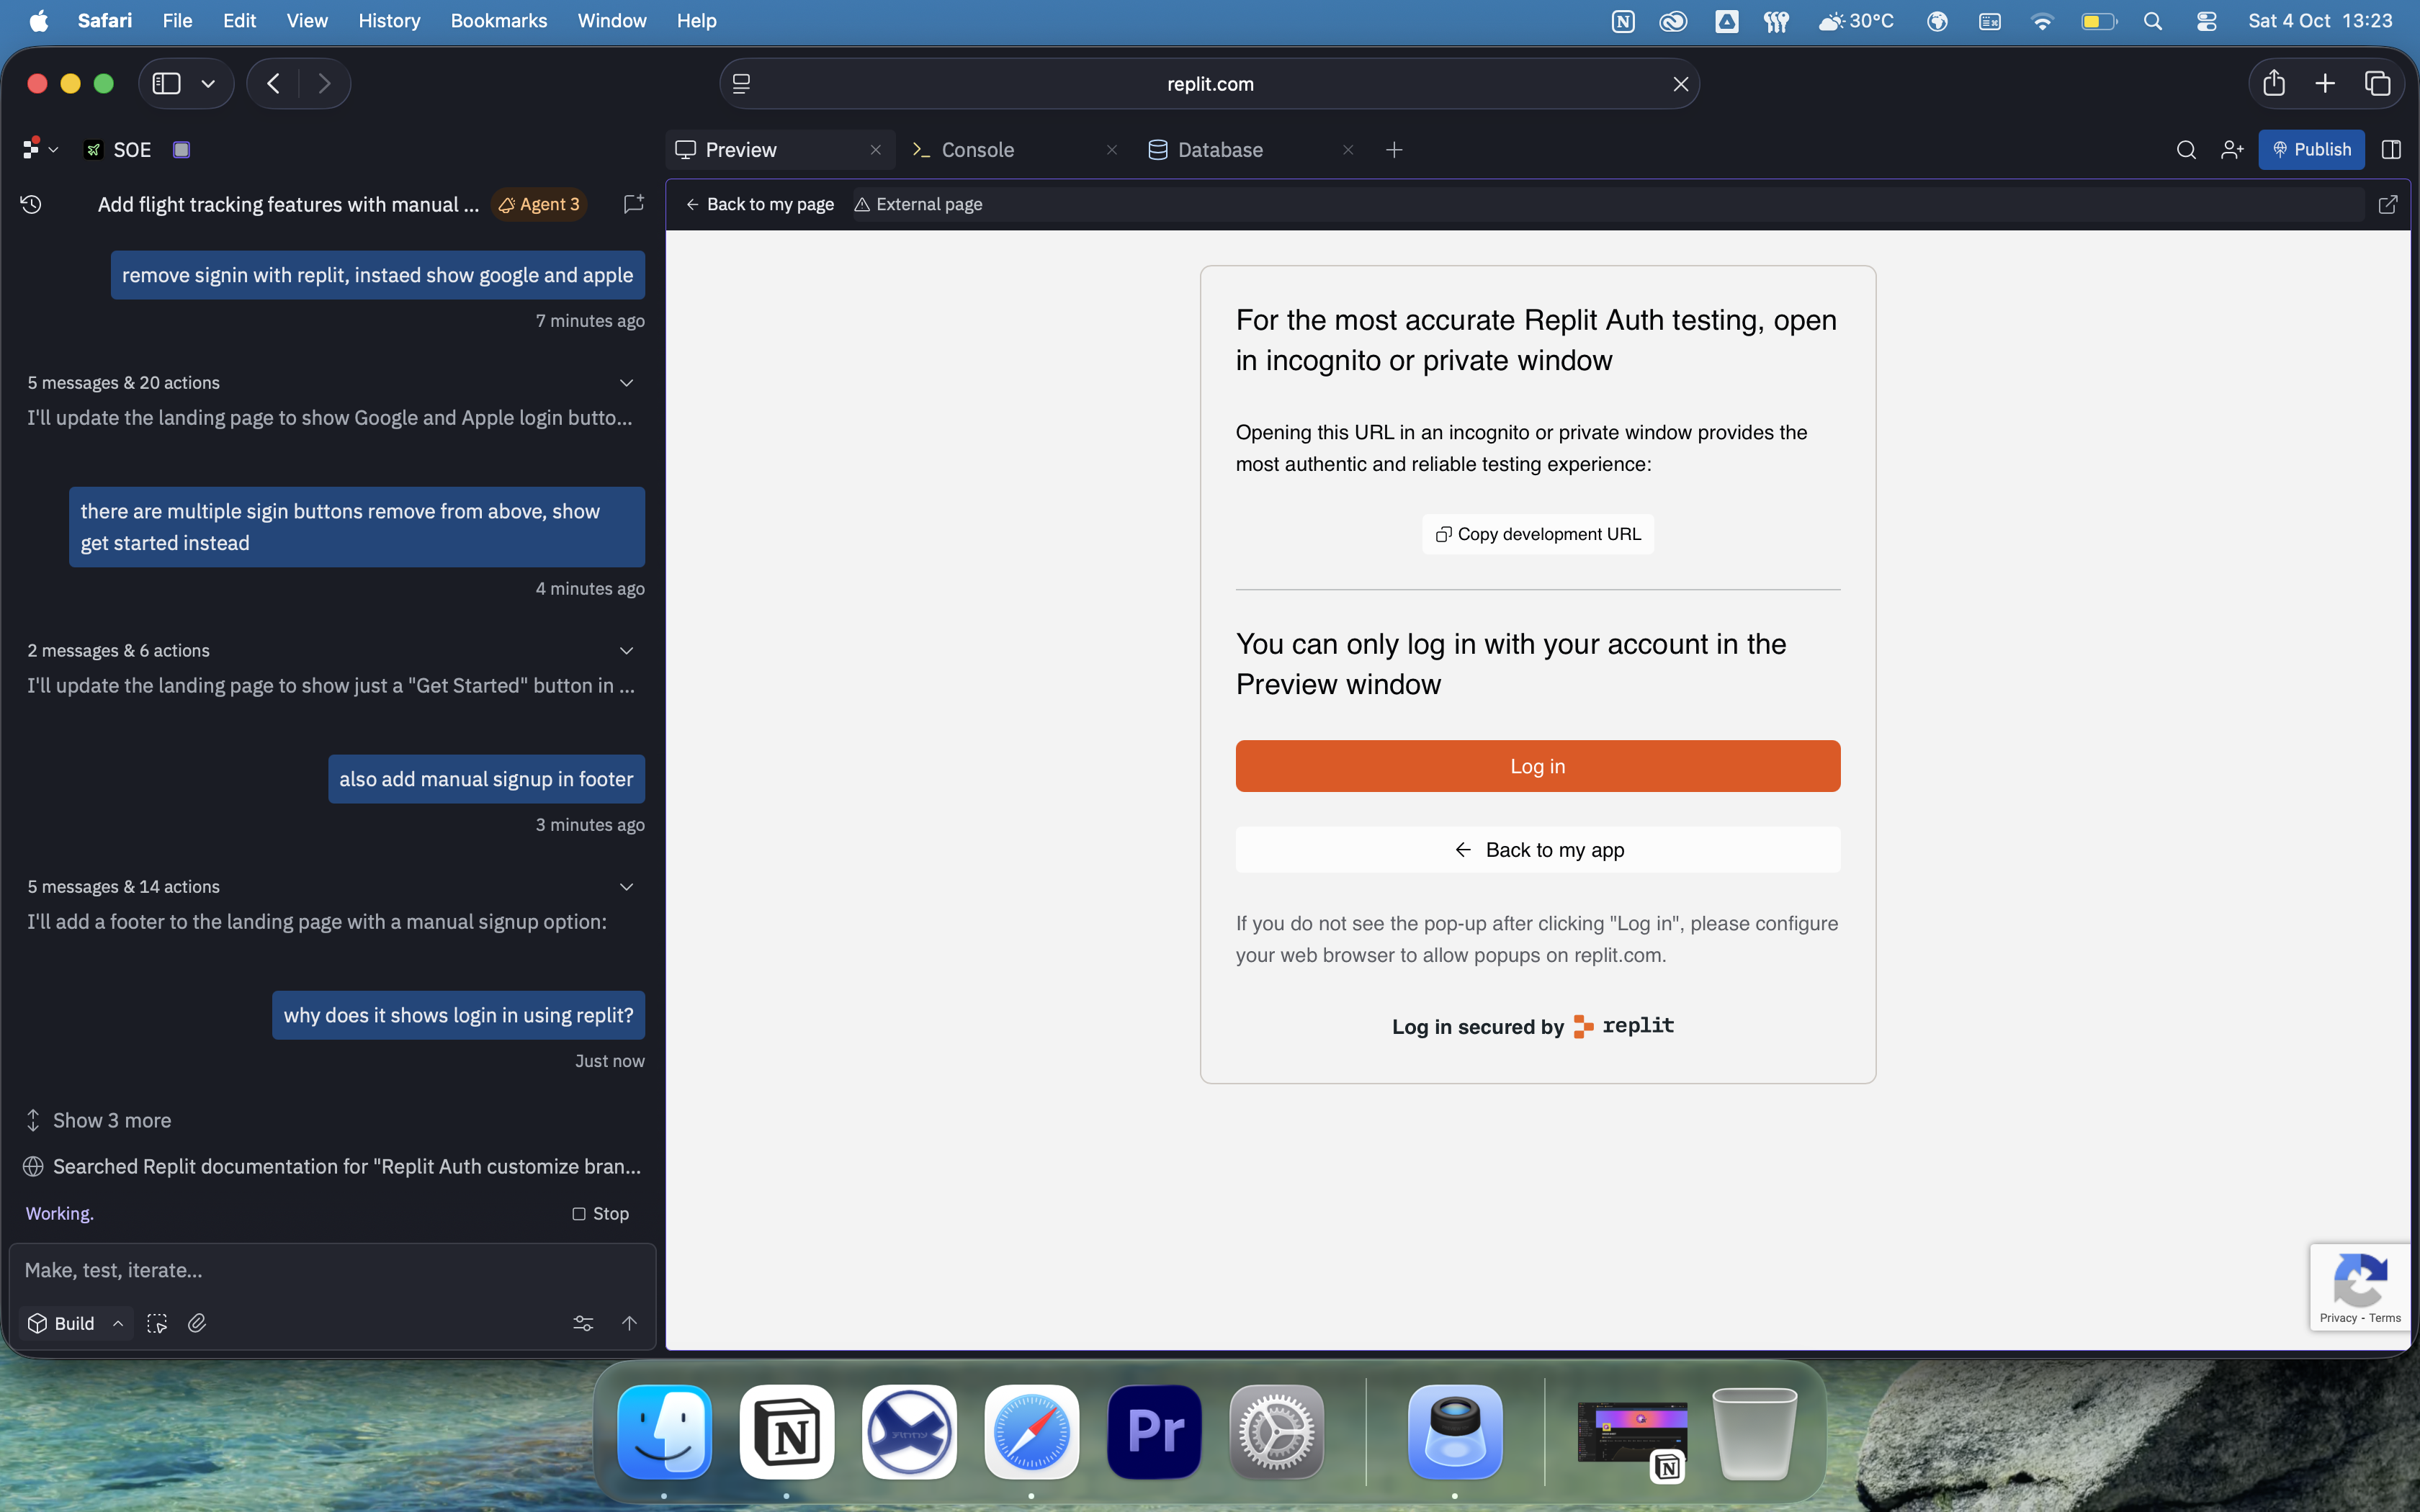 Safari File Edit View History Bookmarks Window Help 30°C Sat 4 Oct 13:23
replit.com
SOE
Preview Console Database Publish
Add flight tracking features with manual ... Agent 3
Back to my page External page
remove signin with replit, instaed show google and apple
7 minutes ago
5 messages & 20 actions
I'll update the landing page to show Google and Apple login butto...
there are multiple sigin buttons remove from above, show
get started instead
4 minutes ago
2 messages & 6 actions
I'll update the landing page to show just a "Get Started" button in ...
also add manual signup in footer
3 minutes ago
5 messages & 14 actions
I'll add a footer to the landing page with a manual signup option:
why does it shows login in using replit?
Just now
Show 3 more
Searched Replit documentation for "Replit Auth customize bran...
Working.
Stop
Make, test, iterate...
Build
For the most accurate Replit Auth testing, open
in incognito or private window
Opening this URL in an incognito or private window provides the
most authentic and reliable testing experience:
Copy development URL
You can only log in with your account in the
Preview window
Log in
Back to my app
If you do not see the pop-up after clicking "Log in", please configure
your web browser to allow popups on replit.com.
Log in secured by replit
Privacy - Terms
Pr